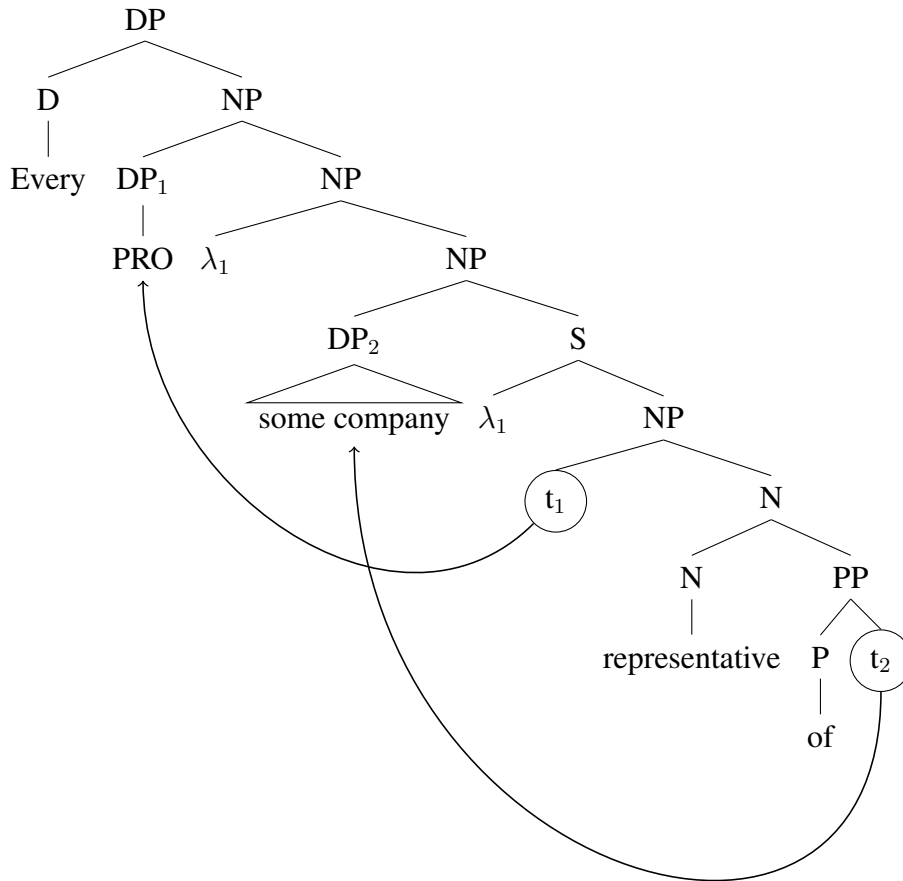 DP
D NP
Every DP₁ NP
PRO λ₁ NP
DP₂ S
some company λ₁ NP
t₁ N
N PP
representative P t₂
of